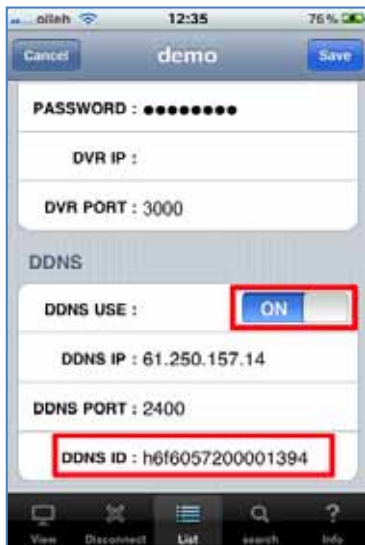 olleh 12:35 76%
Cancel demo Save
PASSWORD : ●●●●●●●●
DVR IP :
DVR PORT : 3000
DDNS
DDNS USE : ON
DDNS IP : 61.250.157.14
DDNS PORT : 2400
DDNS ID : h6f6057200001394
View Disconnect List search Info